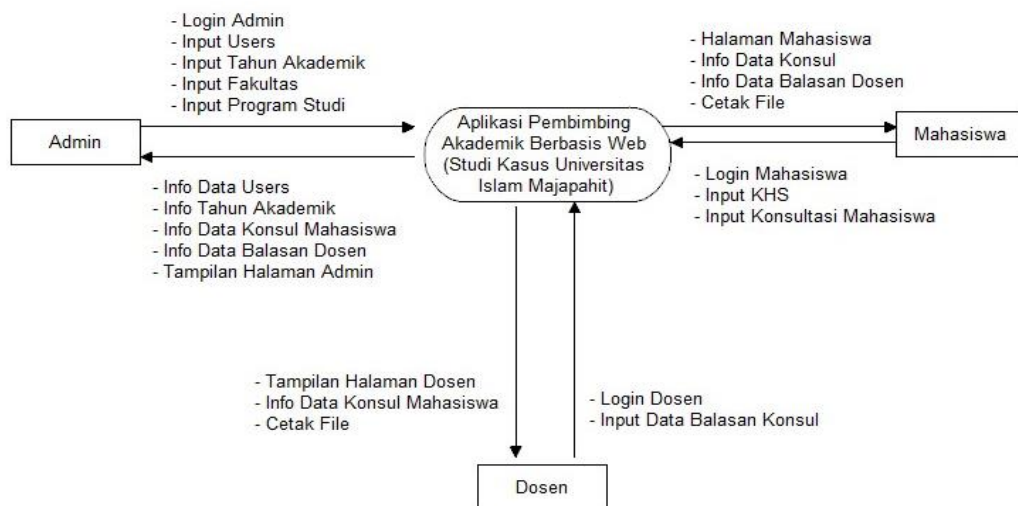 - Login Admin
- Input Users
- Input Tahun Akademik
- Input Fakultas
- Input Program Studi
Admin
- Info Data Users
- Info Tahun Akademik
- Info Data Konsul Mahasiswa
- Info Data Balasan Dosen
- Tampilan Halaman Admin
Aplikasi Pembimbing
Akademik Berbasis Web
(Studi Kasus Universitas
Islam Majapahit)
- Halaman Mahasiswa
- Info Data Konsul
- Info Data Balasan Dosen
- Cetak File
Mahasiswa
- Login Mahasiswa
- Input KHS
- Input Konsultasi Mahasiswa
- Tampilan Halaman Dosen
- Info Data Konsul Mahasiswa
- Cetak File
- Login Dosen
- Input Data Balasan Konsul
Dosen